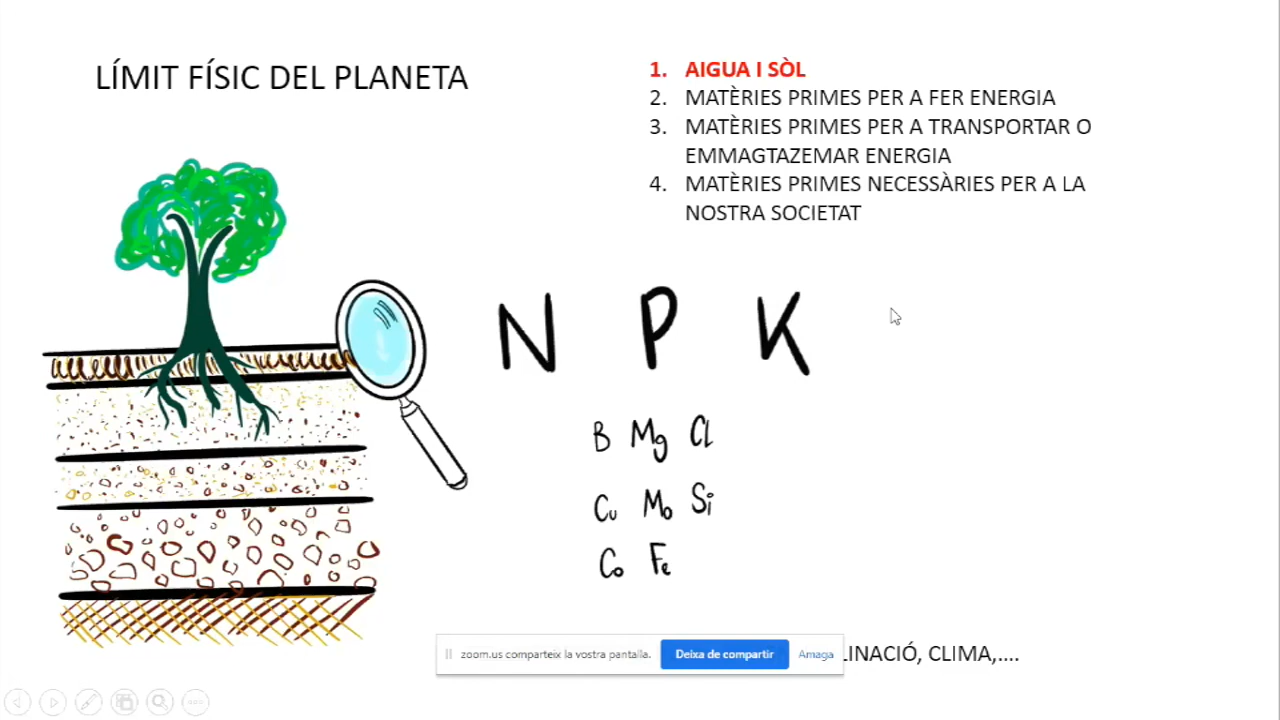 LÍMIT FÍSIC DEL PLANETA
1. AIGUA I SÒL
2. MATÈRIES PRIMES PER A FER ENERGIA
3. MATÈRIES PRIMES PER A TRANSPORTAR O
EMMAGTAZEMAR ENERGIA
4. MATÈRIES PRIMES NECESSÀRIES PER A LA
NOSTRA SOCIETAT
N P K
B Mg Cl
Cu Mo Si
Co Fe
zoom.us comparteix la vostra pantalla. Deixa de compartir Amaga
LINACIÓ, CLIMA,....